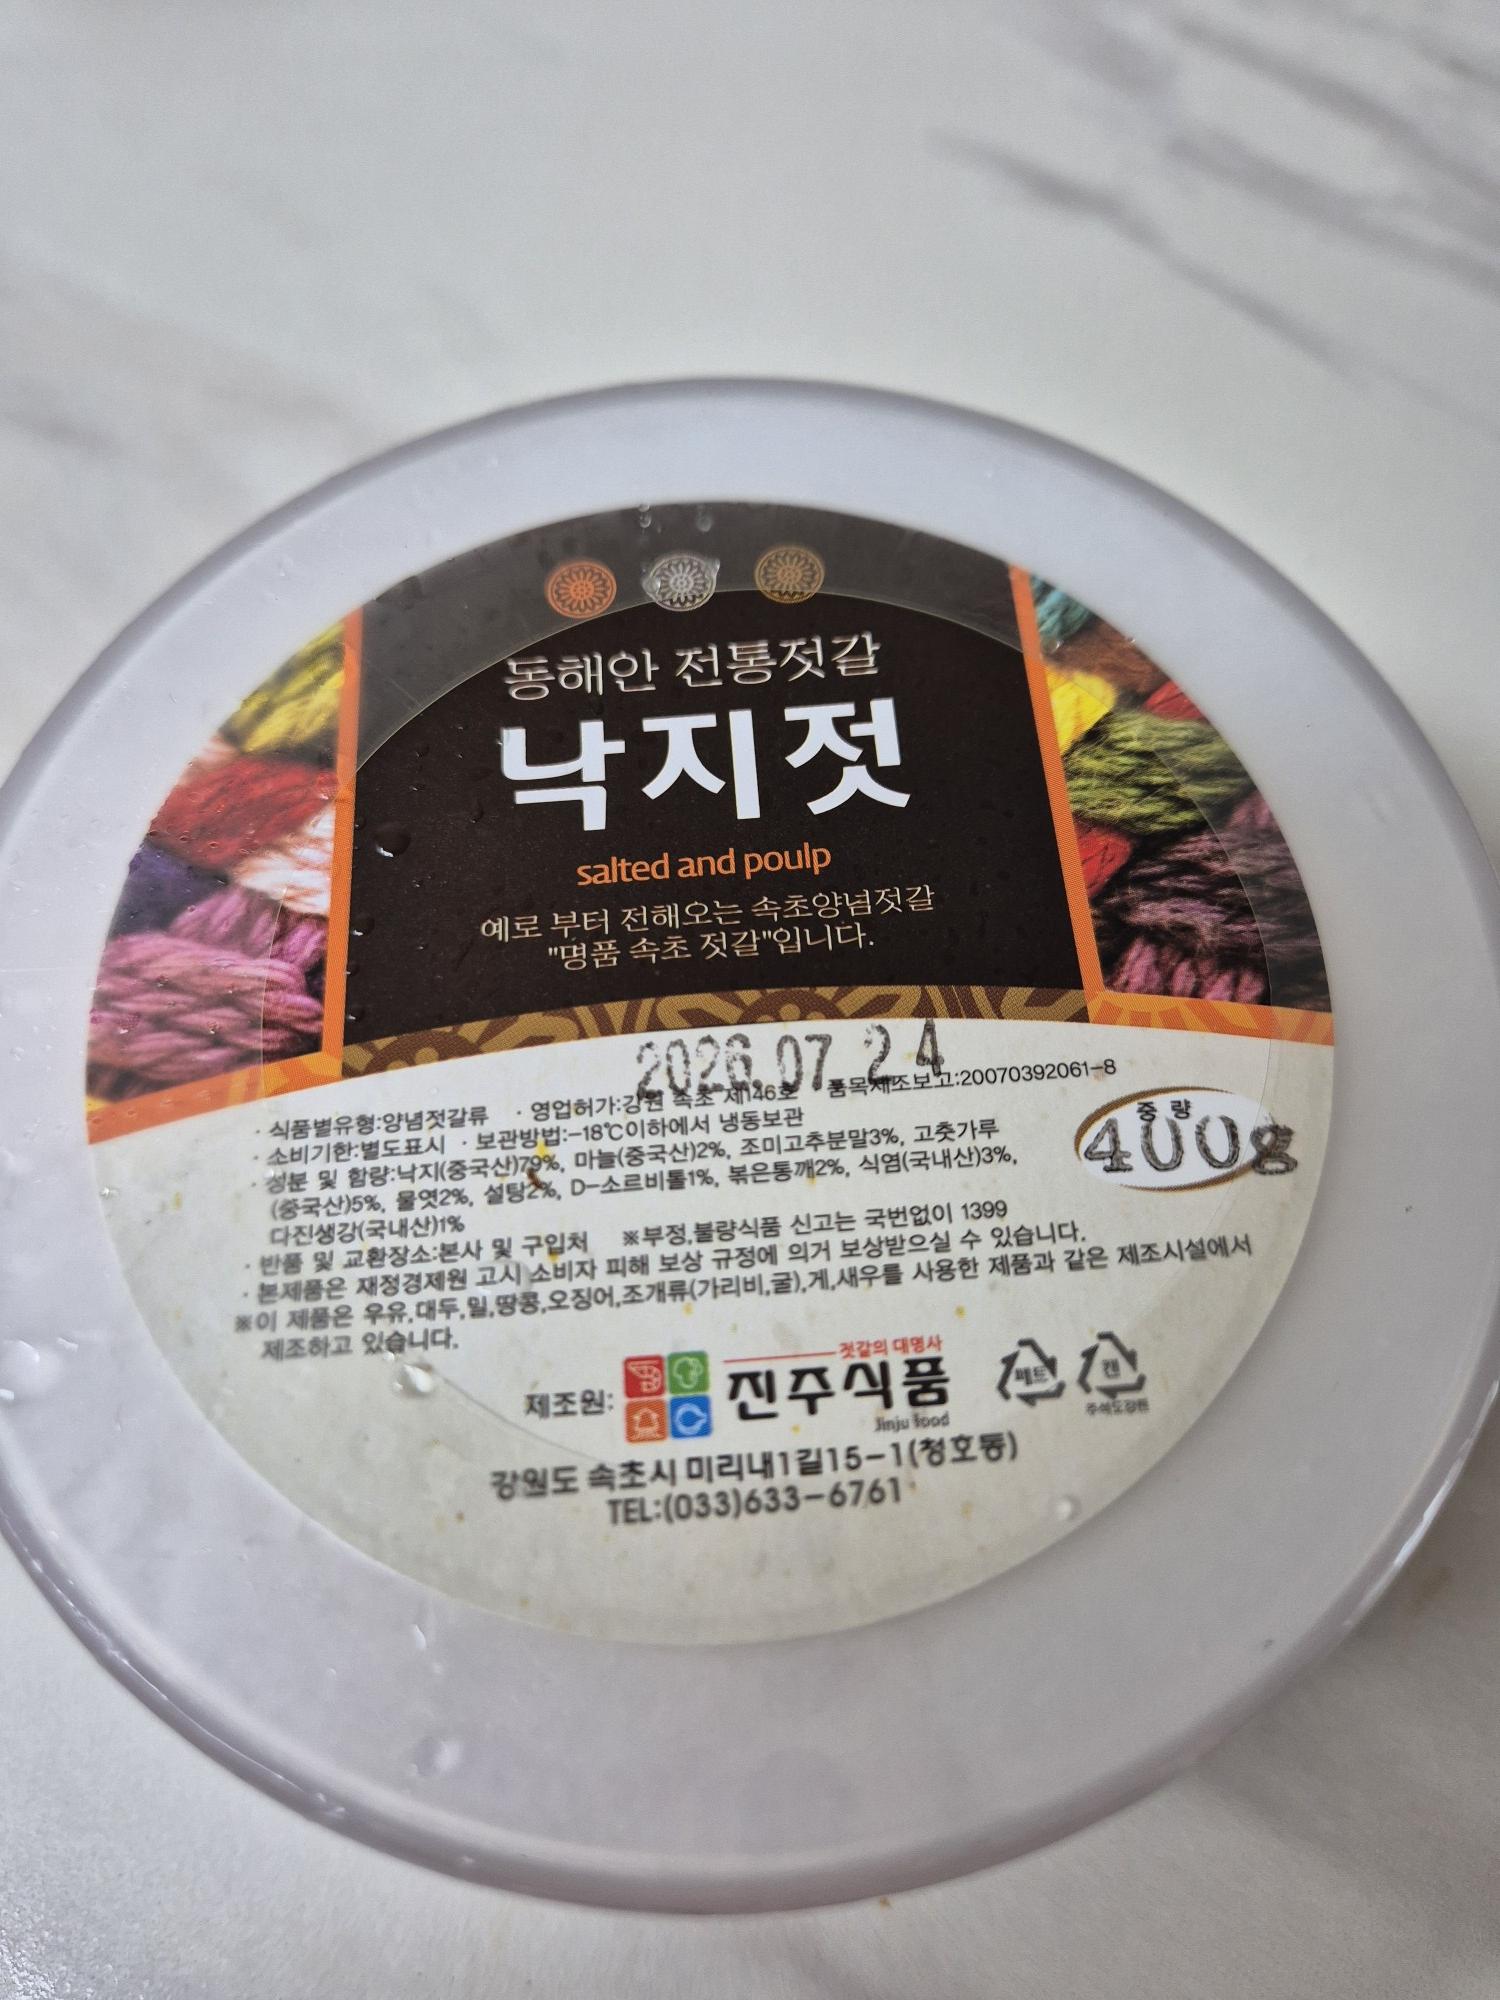 동해안 전통젓갈
낙지젓
salted and poulp
예로 부터 전해오는 속초양념젓갈
"명품 속초 젓갈"입니다.
2026.07 24
· 식품별유형:양념젓갈류 · 영업허가:강원 속초 제146호 품목제조보고:20070392061-8
· 소비기한:별도표시 · 보관방법:-18℃이하에서 냉동보관
중 량
400g
· 성분 및 함량:낙지(중국산)79%, 마늘(중국산)2%, 조미고추분말3%, 고춧가루
(중국산)5%, 물엿2%, 설탕2%, D-소르비톨1%, 볶은통깨2%, 식염(국내산)3%,
다진생강(국내산)1%
· 반품 및 교환장소:본사 및 구입처 ※부정,불량식품 신고는 국번없이 1399
· 본제품은 재정경제원 고시 소비자 피해 보상 규정에 의거 보상받으실 수 있습니다.
※이 제품은 우유,대두,밀,땅콩,오징어,조개류(가리비,굴),게,새우를 사용한 제품과 같은 제조시설에서
제조하고 있습니다.
제조원:
젓갈의 대명사
진주식품
Jinju food
페트
캔
강원도 속초시 미리내1길15-1(청호동)
TEL:(033)633-6761